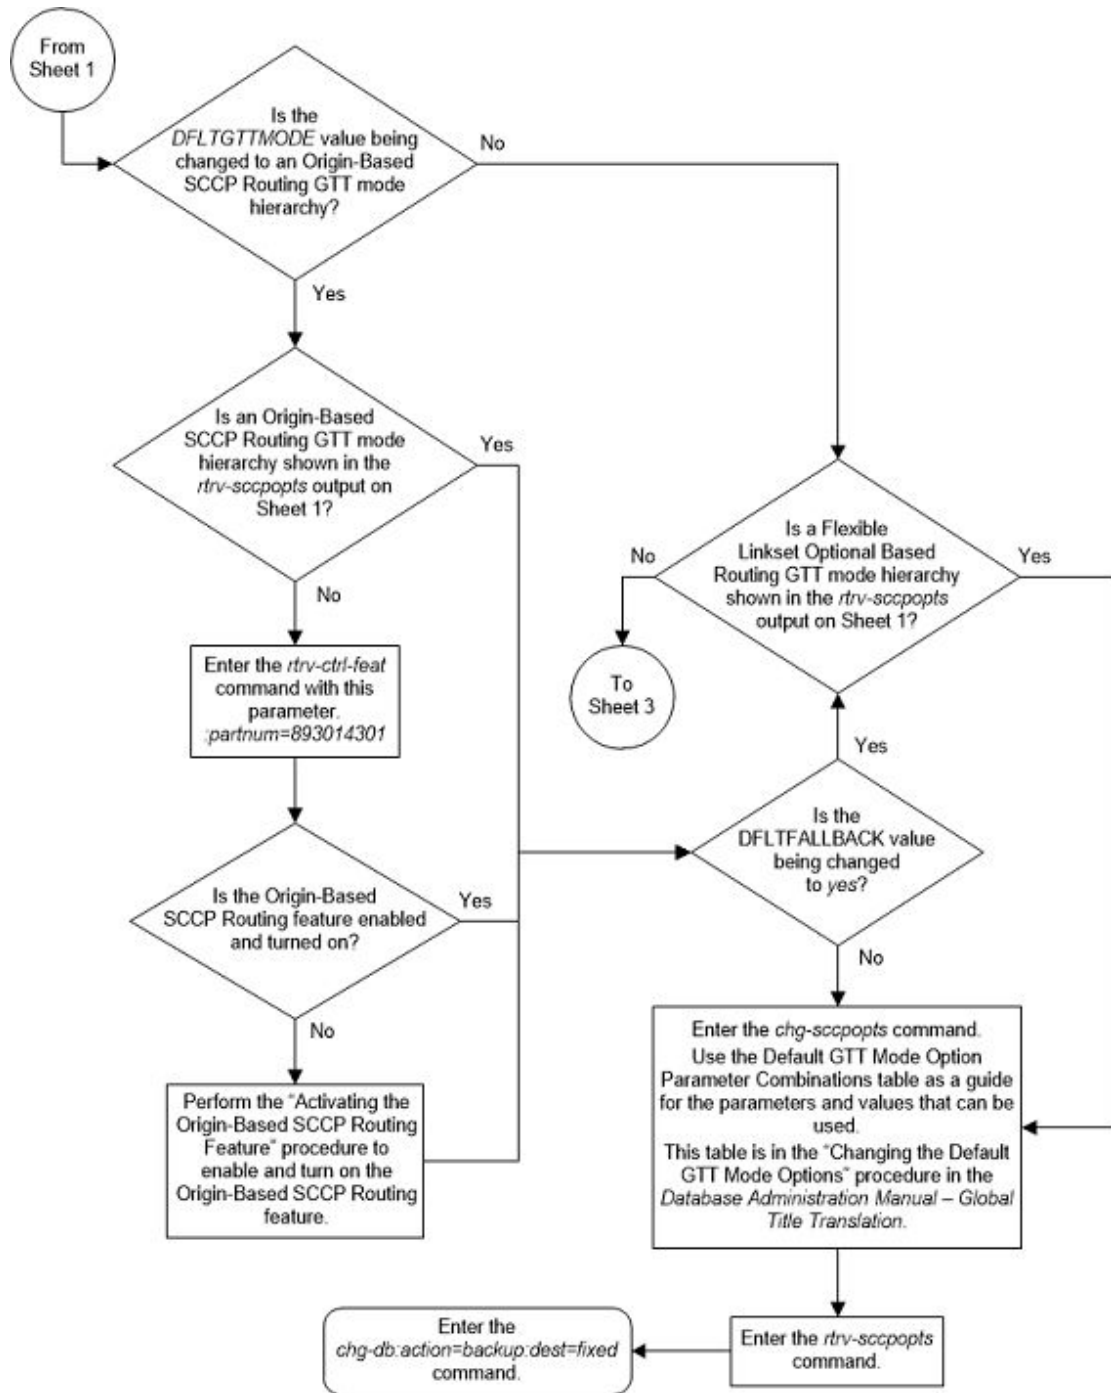 From
Sheet 1
Is the
DFLTGTTMODE value being
changed to an Origin-Based
SCCP Routing GTT mode
hierarchy?
No
Yes
Is an Origin-Based
SCCP Routing GTT mode
hierarchy shown in the
rtrv-sccpopts output on
Sheet 1?
Yes
No
Enter the rtrv-ctrl-feat
command with this
parameter.
:partnum=893014301
Is the Origin-Based
SCCP Routing feature enabled
and turned on?
Yes
No
Perform the “Activating the
Origin-Based SCCP Routing
Feature” procedure to
enable and turn on the
Origin-Based SCCP Routing
feature.
Is a Flexible
Linkset Optional Based
Routing GTT mode hierarchy
shown in the rtrv-sccpopts
output on Sheet 1?
No
Yes
To
Sheet 3
Yes
Is the
DFLTFALLBACK value
being changed
to yes?
No
Enter the chg-sccpopts command.
Use the Default GTT Mode Option
Parameter Combinations table as a guide
for the parameters and values that can be
used.
This table is in the “Changing the Default
GTT Mode Options” procedure in the
Database Administration Manual – Global
Title Translation.
Enter the rtrv-sccpopts
command.
Enter the
chg-db:action=backup:dest=fixed
command.